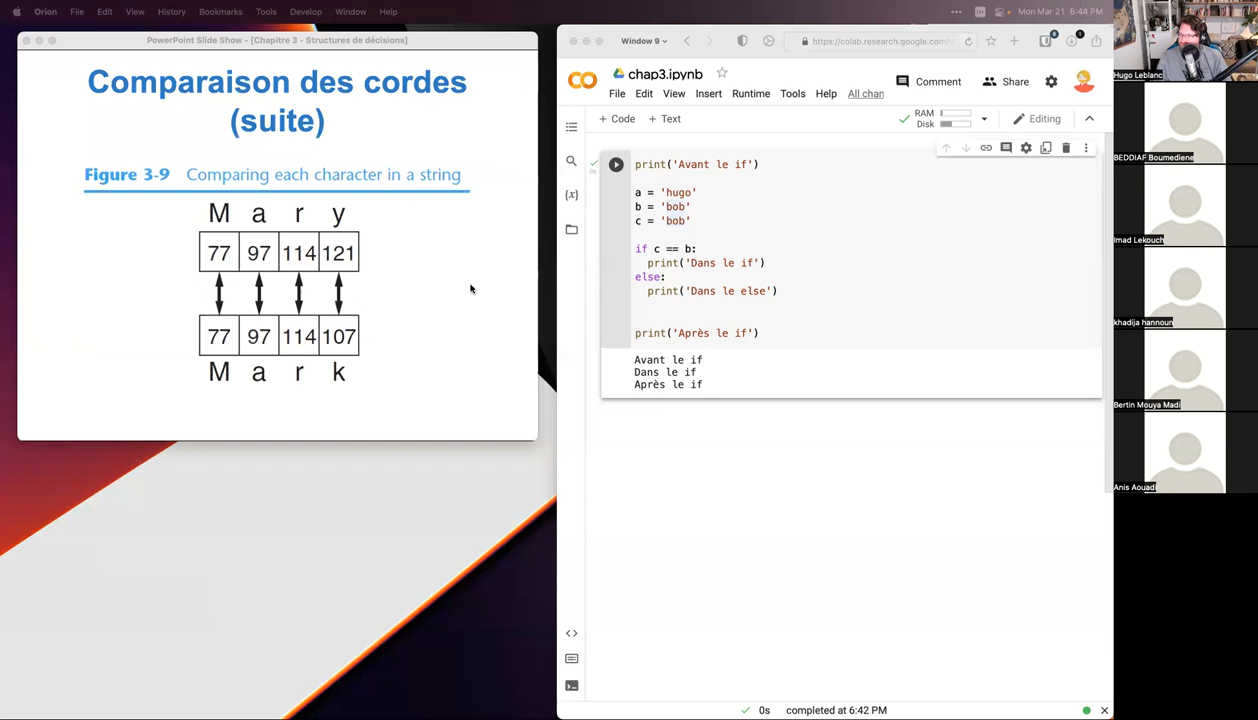 Orion File Edit View History Bookmarks Tools Develop Window Help
Mon Mar 21 6:44 PM
PowerPoint Slide Show - [Chapitre 3 - Structures de décisions]
Comparaison des cordes
(suite)
Figure 3-9 Comparing each character in a string
M a r y
77 97 114 121
77 97 114 107
M a r k
Window 9
https://colab.research.google.com/
8
1
chap3.ipynb
Comment
Share
File Edit View Insert Runtime Tools Help All chan
+ Code + Text
RAM
Disk
Editing
0s
print('Avant le if')
a = 'hugo'
b = 'bob'
c = 'bob'
if c == b:
print('Dans le if')
else:
print('Dans le else')
print('Après le if')
Avant le if
Dans le if
Après le if
0s completed at 6:42 PM
Hugo Leblanc
BEDDIAF Boumediene
Imad Lekouch
khadija hannoun
Bertin Mouya Madi
Anis Aouadi